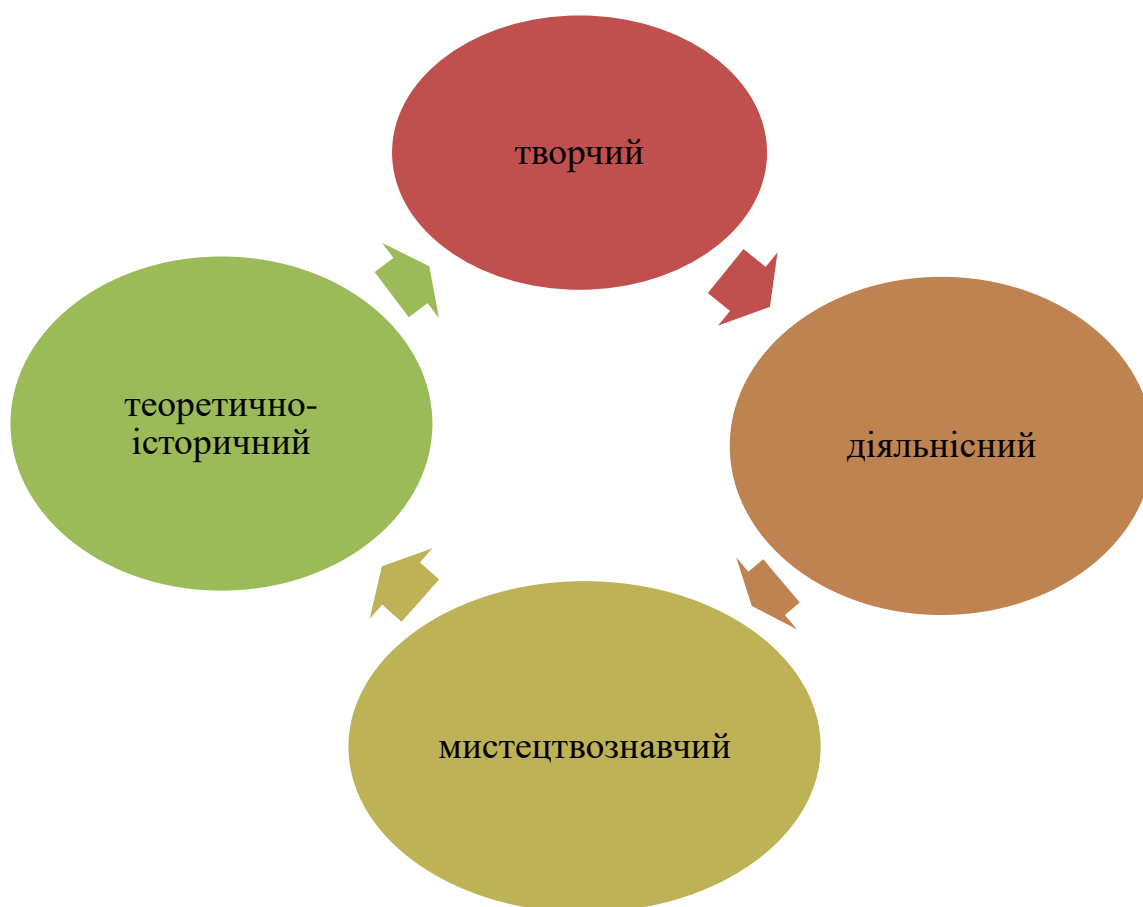 творчий
теоретично-
історичний
діяльнісний
мистецтвознавчий